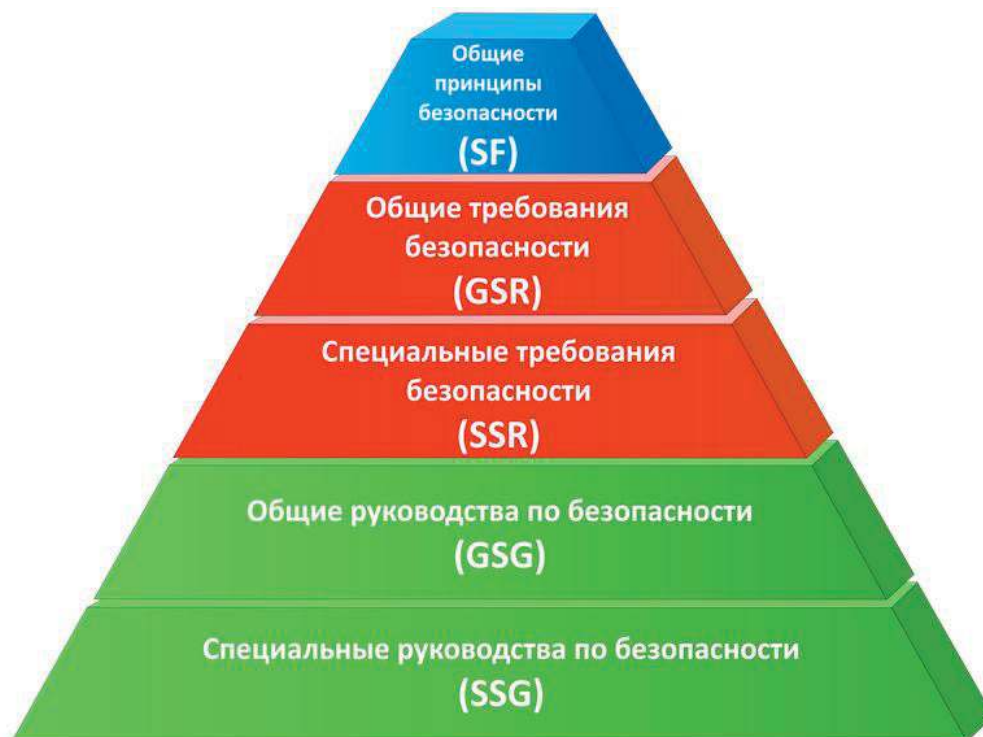 Общие
принципы
безопасности
(SF)
Общие требования
безопасности
(GSR)
Специальные требования
безопасности
(SSR)
Общие руководства по безопасности
(GSG)
Специальные руководства по безопасности
(SSG)